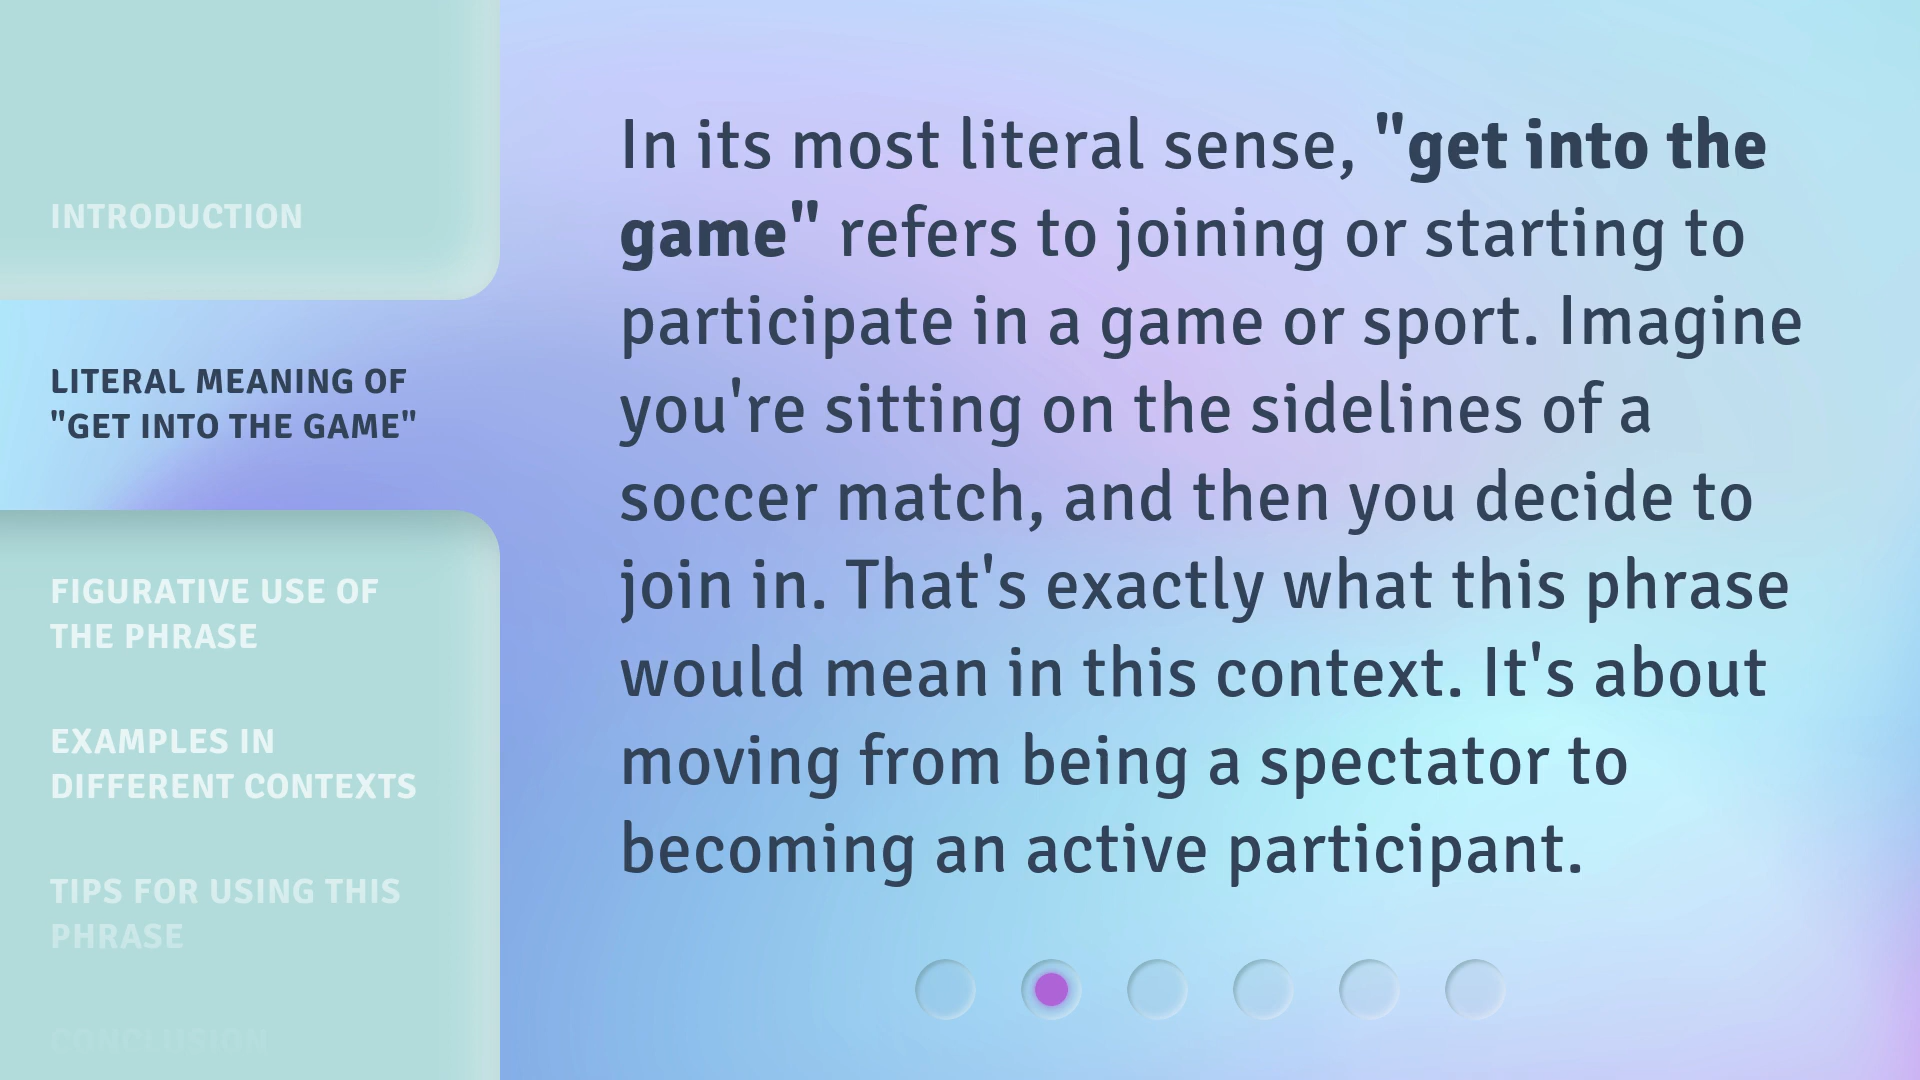 INTRODUCTION
LITERAL MEANING OF
"GET INTO THE GAME"
FIGURATIVE USE OF
THE PHRASE
EXAMPLES IN
DIFFERENT CONTEXTS
TIPS FOR USING THIS
PHRASE
CONCLUSION
In its most literal sense, "get into the
game" refers to joining or starting to
participate in a game or sport. Imagine
you're sitting on the sidelines of a
soccer match, and then you decide to
join in. That's exactly what this phrase
would mean in this context. It's about
moving from being a spectator to
becoming an active participant.